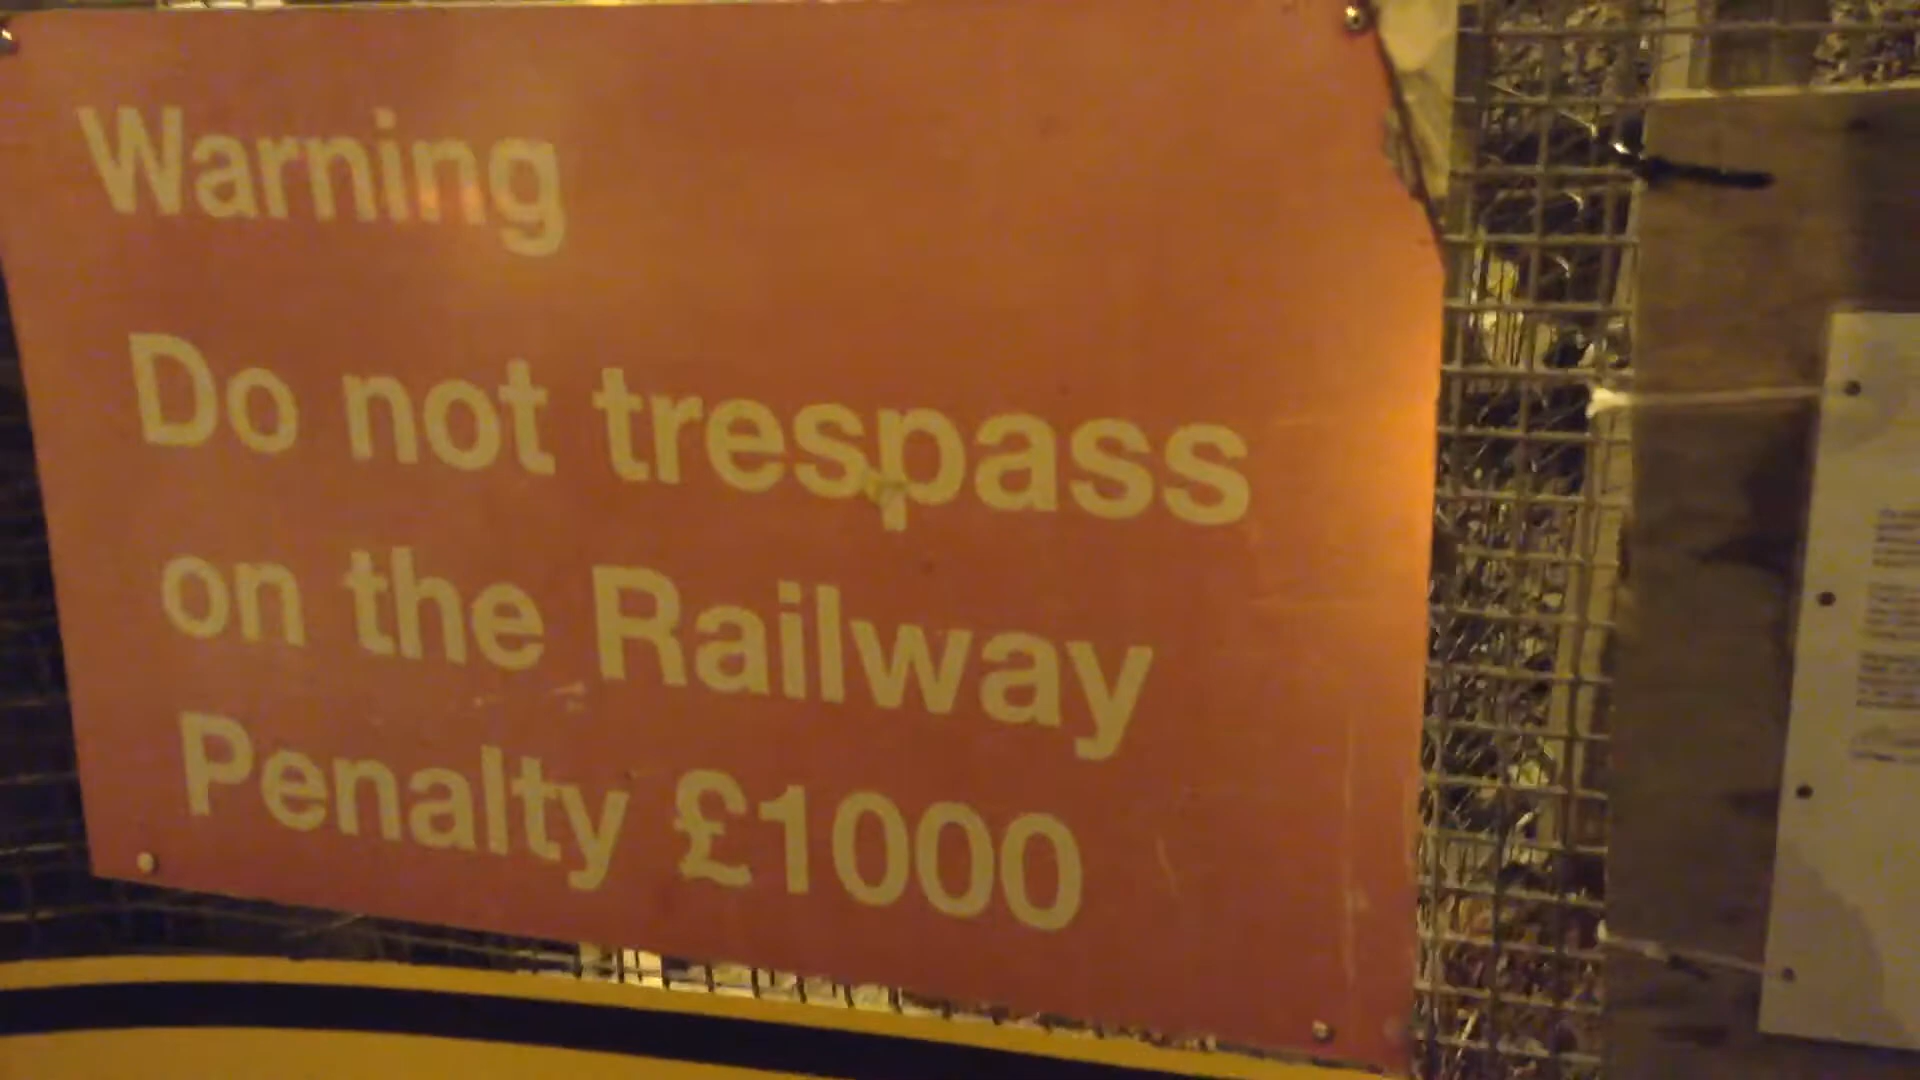 Warning
Do not trespass
on the Railway
Penalty £1000